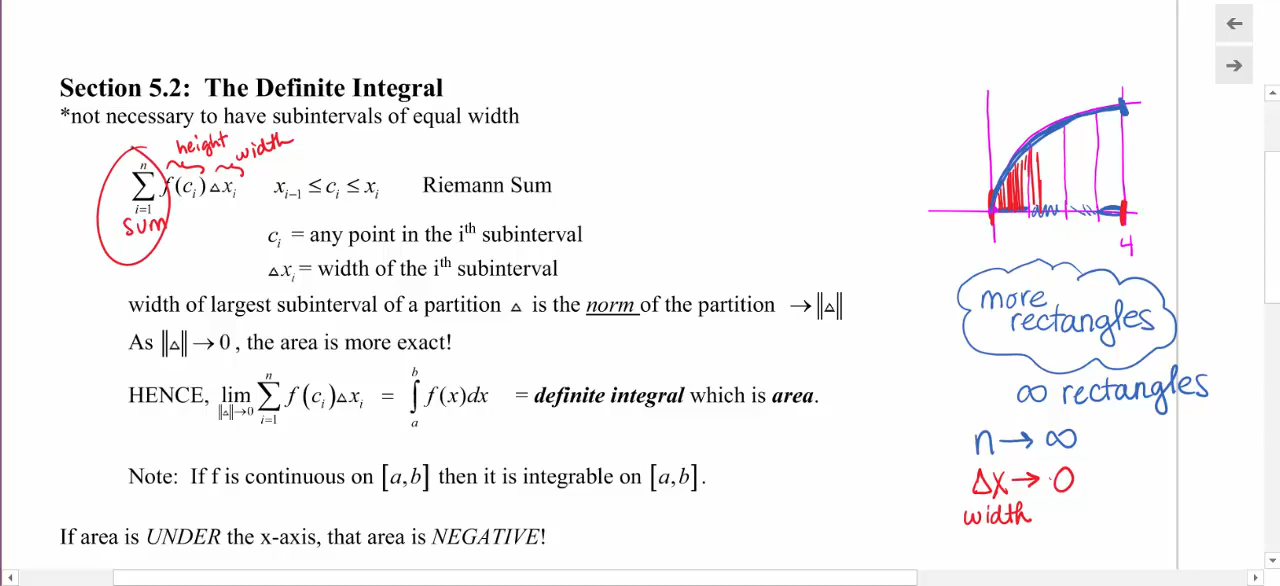 Section 5.2: The Definite Integral
*not necessary to have subintervals of equal width
height
width
n
∑ f(cᵢ)△xᵢ xᵢ₋₁ ≤ cᵢ ≤ xᵢ Riemann Sum
i=1
sum
cᵢ = any point in the iᵗʰ subinterval
△xᵢ = width of the iᵗʰ subinterval
width of largest subinterval of a partition △ is the norm of the partition → ‖△‖
As ‖△‖ → 0 , the area is more exact!
HENCE, lim ‖△‖→0 ∑ i=1 n f(cᵢ)△xᵢ = ∫ a b f(x)dx = definite integral which is area.
Note: If f is continuous on [a,b] then it is integrable on [a,b].
If area is UNDER the x-axis, that area is NEGATIVE!
4
more
rectangles
∞ rectangles
n → ∞
Δx → 0
width